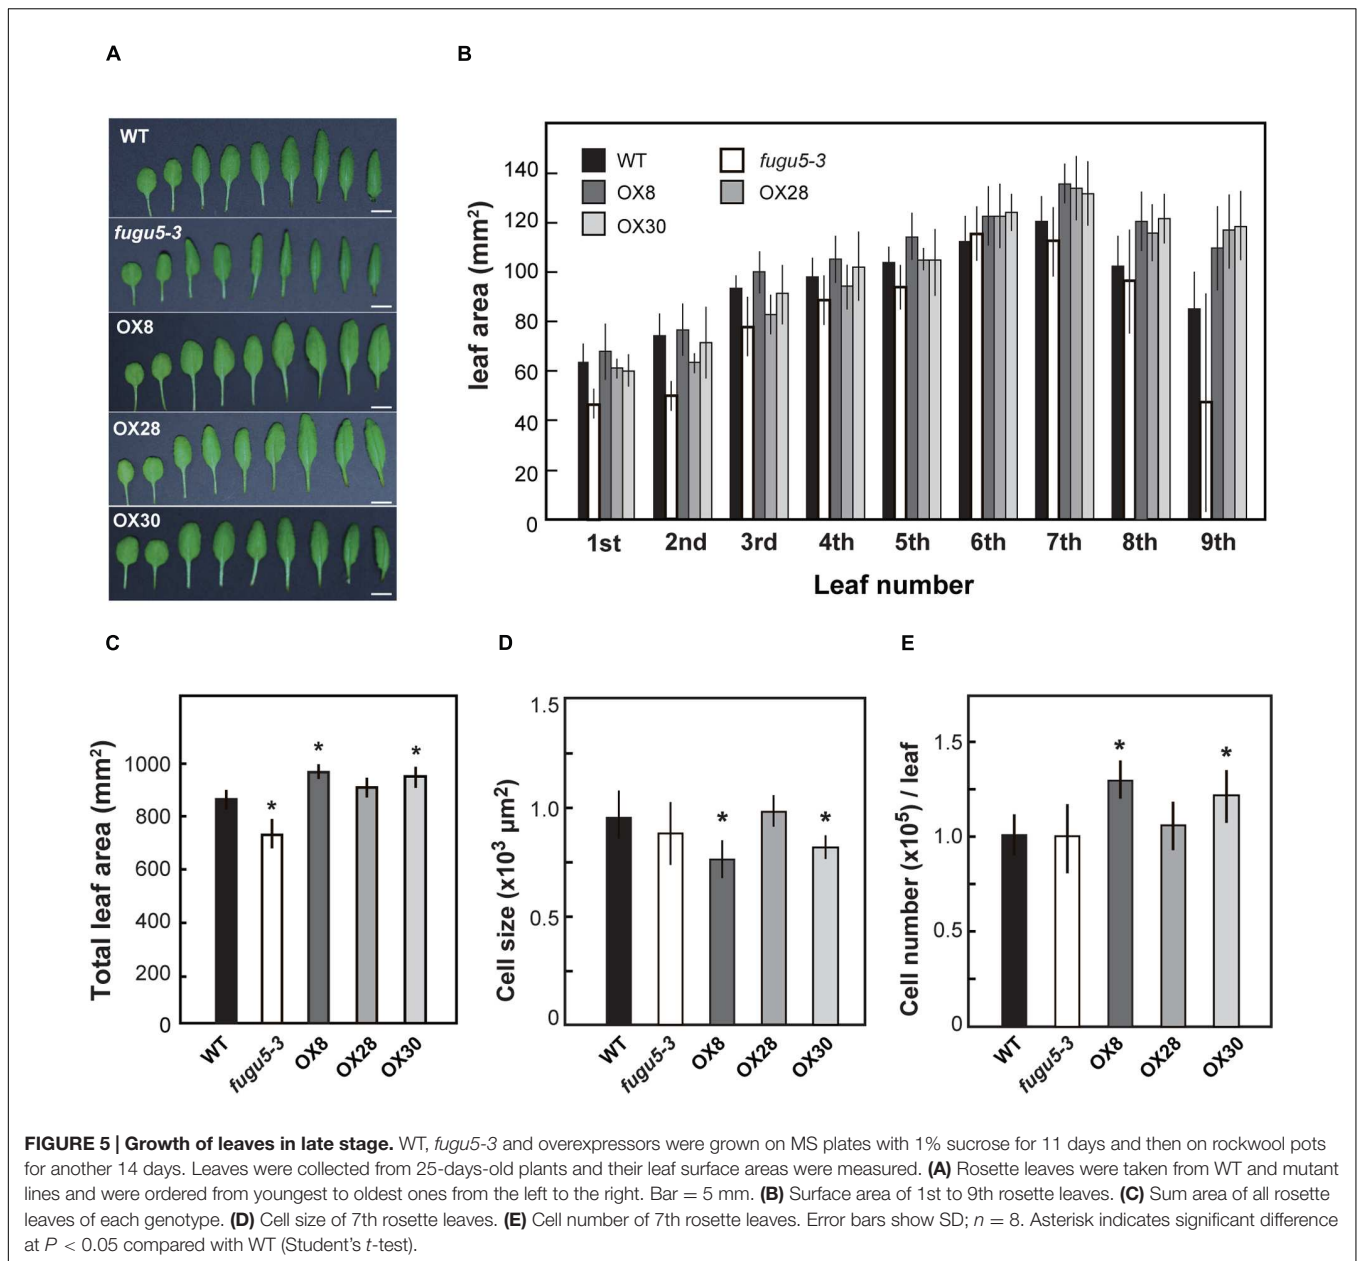 A
B
WT
fugu5-3
OX8
OX28
OX30
WT
fugu5-3
OX8
OX28
OX30
leaf area (mm²)
140
120
100
80
60
40
20
0
1st 2nd 3rd 4th 5th 6th 7th 8th 9th
Leaf number
C
D
E
Total leaf area (mm²)
1000
800
600
400
200
0
*
*
*
WT
fugu5-3
OX8
OX28
OX30
Cell size (x10³ µm²)
1.5
1.0
0.5
0
*
*
WT
fugu5-3
OX8
OX28
OX30
Cell number (x10⁵) / leaf
1.5
1.0
0.5
0
*
*
WT
fugu5-3
OX8
OX28
OX30
FIGURE 5 | Growth of leaves in late stage. WT, fugu5-3 and overexpressors were grown on MS plates with 1% sucrose for 11 days and then on rockwool pots
for another 14 days. Leaves were collected from 25-days-old plants and their leaf surface areas were measured. (A) Rosette leaves were taken from WT and mutant
lines and were ordered from youngest to oldest ones from the left to the right. Bar = 5 mm. (B) Surface area of 1st to 9th rosette leaves. (C) Sum area of all rosette
leaves of each genotype. (D) Cell size of 7th rosette leaves. (E) Cell number of 7th rosette leaves. Error bars show SD; n = 8. Asterisk indicates significant difference
at P < 0.05 compared with WT (Student's t-test).